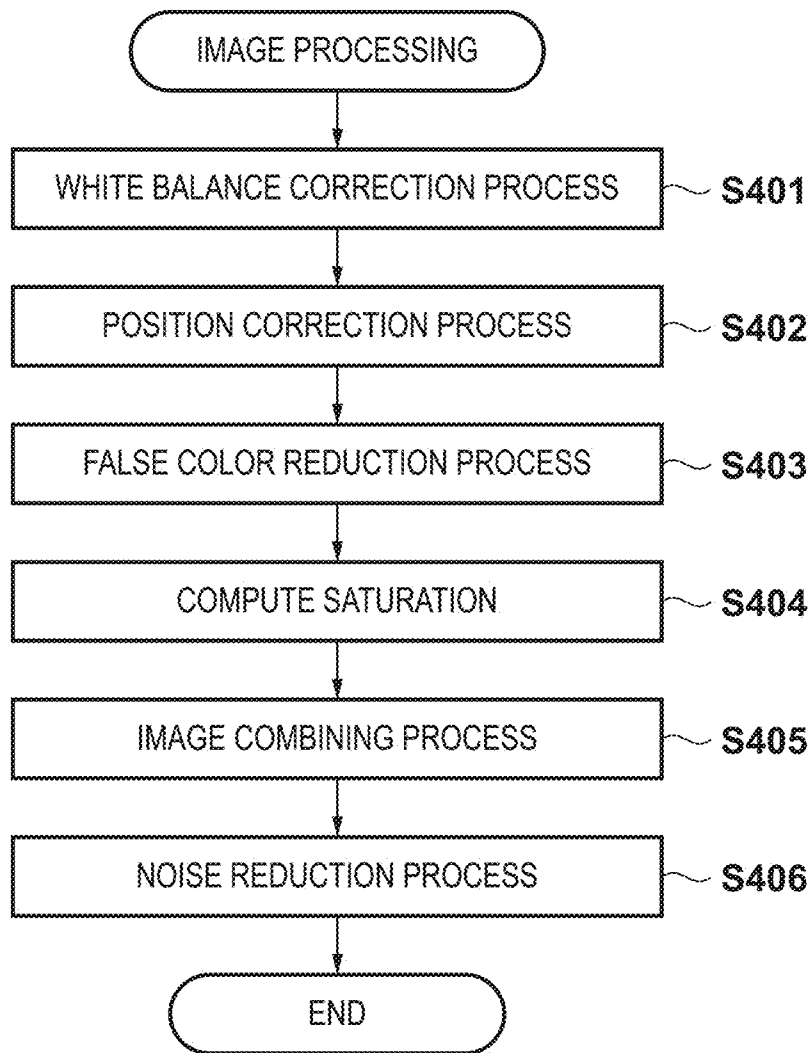 IMAGE PROCESSING
WHITE BALANCE CORRECTION PROCESS S401
POSITION CORRECTION PROCESS S402
FALSE COLOR REDUCTION PROCESS S403
COMPUTE SATURATION S404
IMAGE COMBINING PROCESS S405
NOISE REDUCTION PROCESS S406
END